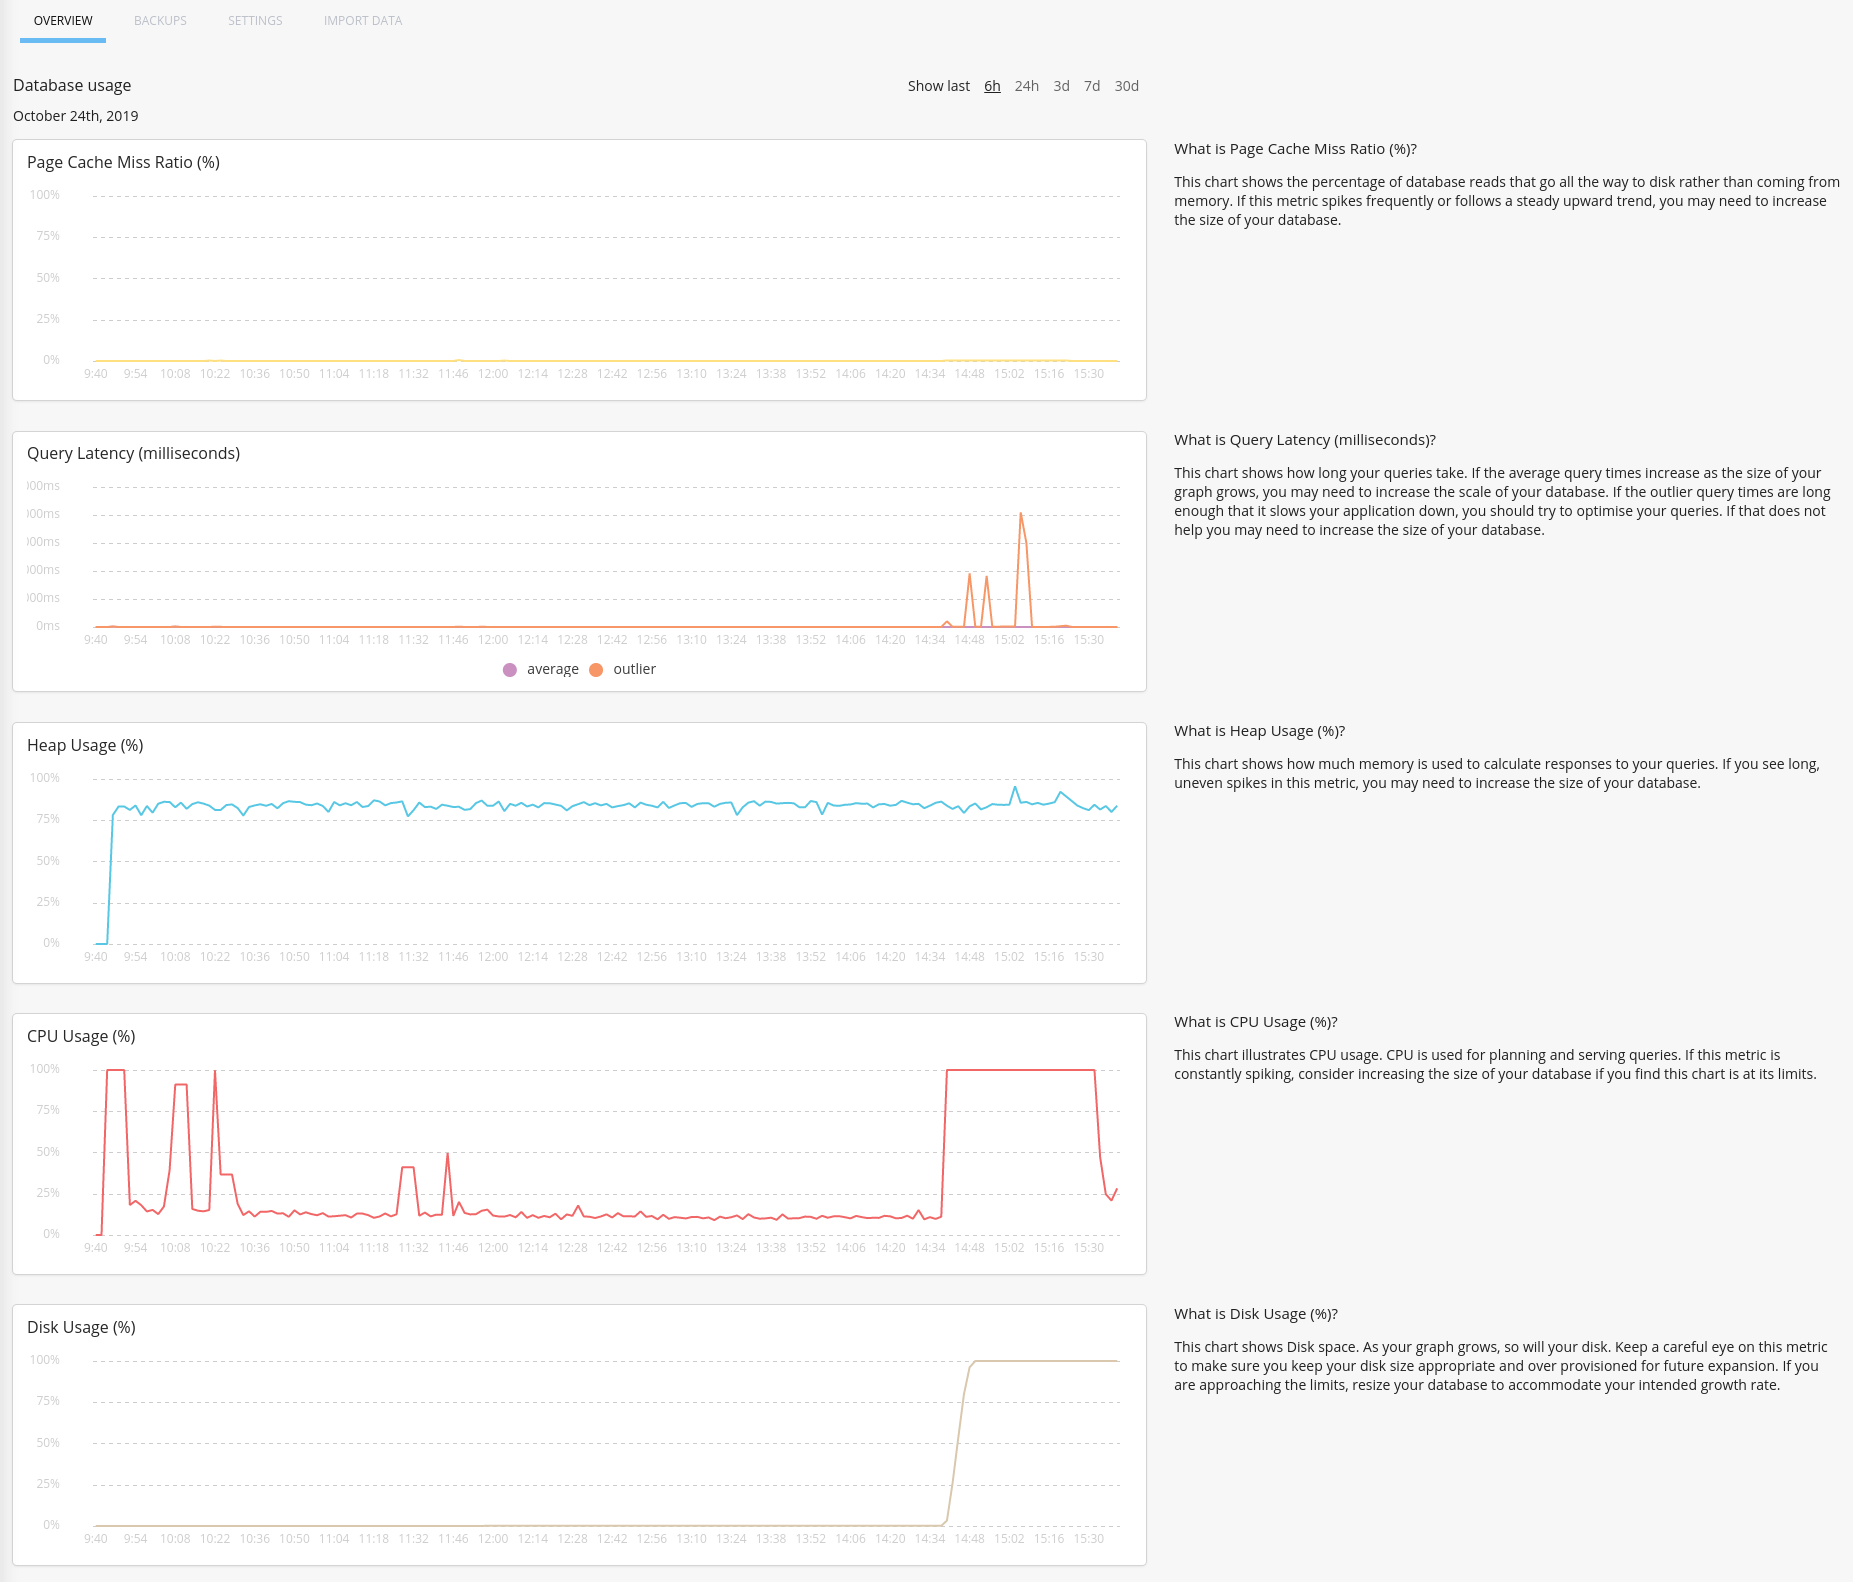 OVERVIEW BACKUPS SETTINGS IMPORT DATA
Database usage
Show last 6h 24h 3d 7d 30d
October 24th, 2019
Page Cache Miss Ratio (%)
100%
75%
50%
25%
0%
9:40 9:54 10:08 10:22 10:36 10:50 11:04 11:18 11:32 11:46 12:00 12:14 12:28 12:42 12:56 13:10 13:24 13:38 13:52 14:06 14:20 14:34 14:48 15:02 15:16 15:30
What is Page Cache Miss Ratio (%)?
This chart shows the percentage of database reads that go all the way to disk rather than coming from
memory. If this metric spikes frequently or follows a steady upward trend, you may need to increase
the size of your database.
Query Latency (milliseconds)
00ms
00ms
00ms
00ms
00ms
0ms
9:40 9:54 10:08 10:22 10:36 10:50 11:04 11:18 11:32 11:46 12:00 12:14 12:28 12:42 12:56 13:10 13:24 13:38 13:52 14:06 14:20 14:34 14:48 15:02 15:16 15:30
average outlier
What is Query Latency (milliseconds)?
This chart shows how long your queries take. If the average query times increase as the size of your
graph grows, you may need to increase the scale of your database. If the outlier query times are long
enough that it slows your application down, you should try to optimise your queries. If that does not
help you may need to increase the size of your database.
Heap Usage (%)
100%
75%
50%
25%
0%
9:40 9:54 10:08 10:22 10:36 10:50 11:04 11:18 11:32 11:46 12:00 12:14 12:28 12:42 12:56 13:10 13:24 13:38 13:52 14:06 14:20 14:34 14:48 15:02 15:16 15:30
What is Heap Usage (%)?
This chart shows how much memory is used to calculate responses to your queries. If you see long,
uneven spikes in this metric, you may need to increase the size of your database.
CPU Usage (%)
100%
75%
50%
25%
0%
9:40 9:54 10:08 10:22 10:36 10:50 11:04 11:18 11:32 11:46 12:00 12:14 12:28 12:42 12:56 13:10 13:24 13:38 13:52 14:06 14:20 14:34 14:48 15:02 15:16 15:30
What is CPU Usage (%)?
This chart illustrates CPU usage. CPU is used for planning and serving queries. If this metric is
constantly spiking, consider increasing the size of your database if you find this chart is at its limits.
Disk Usage (%)
100%
75%
50%
25%
0%
9:40 9:54 10:08 10:22 10:36 10:50 11:04 11:18 11:32 11:46 12:00 12:14 12:28 12:42 12:56 13:10 13:24 13:38 13:52 14:06 14:20 14:34 14:48 15:02 15:16 15:30
What is Disk Usage (%)?
This chart shows Disk space. As your graph grows, so will your disk. Keep a careful eye on this metric
to make sure you keep your disk size appropriate and over provisioned for future expansion. If you
are approaching the limits, resize your database to accommodate your intended growth rate.